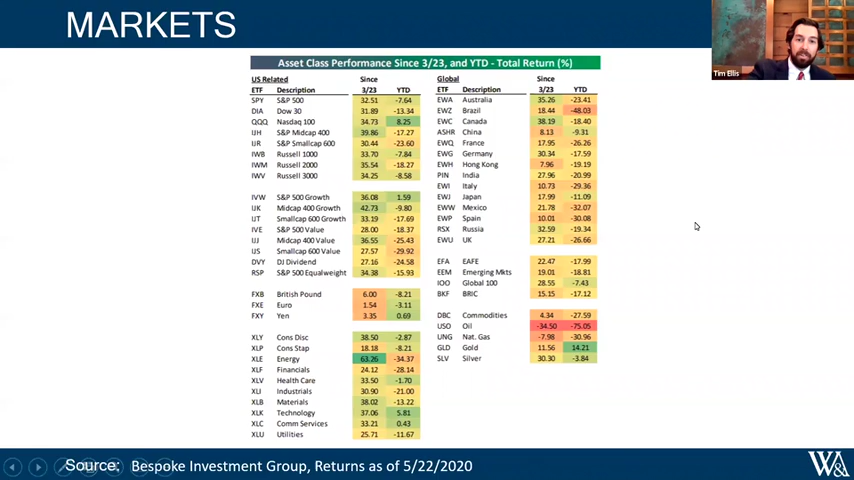 MARKETS
Tim Ellis
Asset Class Performance Since 3/23, and YTD - Total Return (%)
US Related Since
ETF Description 3/23 YTD
SPY S&P 500 32.51 -7.64
DIA Dow 30 31.89 -13.34
QQQ Nasdaq 100 34.73 8.25
IJH S&P Midcap 400 39.86 -17.27
IJR S&P Smallcap 600 30.44 -23.60
IWB Russell 1000 33.70 -7.84
IWM Russell 2000 35.54 -18.27
IWV Russell 3000 34.25 -8.58
IVW S&P 500 Growth 36.08 1.59
IJK Midcap 400 Growth 42.73 -9.80
IJT Smallcap 600 Growth 33.19 -17.69
IVE S&P 500 Value 28.00 -18.37
IJJ Midcap 400 Value 36.55 -25.43
IJS Smallcap 600 Value 27.57 -29.92
DVY DJ Dividend 27.16 -24.58
RSP S&P 500 Equalweight 34.38 -15.93
FXB British Pound 6.00 -8.21
FXE Euro 1.54 -3.11
FXY Yen 3.35 0.69
XLY Cons Disc 38.50 -2.87
XLP Cons Stap 18.18 -8.21
XLE Energy 63.26 -34.37
XLF Financials 24.12 -28.14
XLV Health Care 33.50 -1.70
XLI Industrials 30.90 -21.00
XLB Materials 38.02 -13.22
XLK Technology 37.06 5.81
XLC Comm Services 33.21 0.43
XLU Utilities 25.71 -11.67
Global Since
ETF Description 3/23 YTD
EWA Australia 35.26 -23.41
EWZ Brazil 18.44 -48.03
EWC Canada 38.19 -18.40
ASHR China 8.13 -9.31
EWQ France 17.95 -26.26
EWG Germany 30.34 -17.59
EWH Hong Kong 7.96 -19.19
PIN India 27.96 -20.99
EWI Italy 10.73 -29.36
EWJ Japan 17.99 -11.09
EWW Mexico 21.78 -32.07
EWP Spain 10.01 -30.08
RSX Russia 32.59 -19.34
EWU UK 27.21 -26.66
EFA EAFE 22.47 -17.99
EEM Emerging Mkts 19.01 -18.81
IOO Global 100 28.55 -7.43
BKF BRIC 15.15 -17.12
DBC Commodities 4.34 -27.59
USO Oil -34.50 -75.05
UNG Nat. Gas -7.98 -30.96
GLD Gold 11.56 14.21
SLV Silver 30.30 -3.84
Source: Bespoke Investment Group, Returns as of 5/22/2020
W&